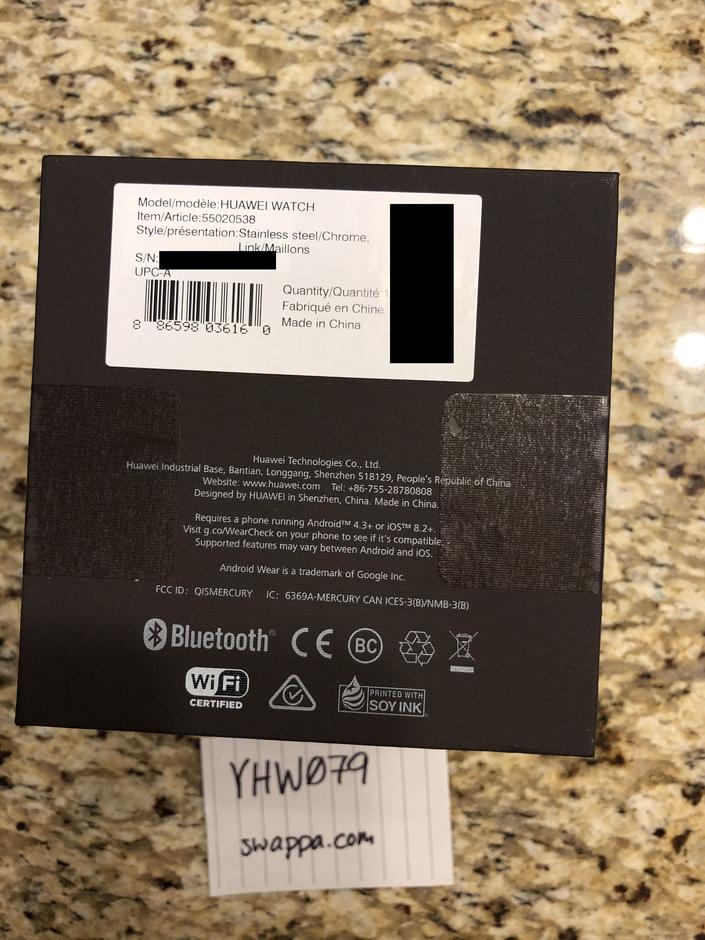 Model/modèle:HUAWEI WATCH
Item/Article:55020538
Style/présentation:Stainless steel/Chrome,
Link/Maillons
S/N:
UPC-A
8 86598 03616 0
Quantity/Quantité:1
Fabriqué en Chine
Made in China
Huawei Technologies Co., Ltd.
Huawei Industrial Base, Bantian, Longgang, Shenzhen 518129, People's Republic of China
Website: www.huawei.com Tel: +86-755-28780808
Designed by HUAWEI in Shenzhen, China. Made in China.
Requires a phone running Android™ 4.3+ or iOS™ 8.2+.
Visit g.co/WearCheck on your phone to see if it's compatible.
Supported features may vary between Android and iOS.
Android Wear is a trademark of Google Inc.
FCC ID: QISMERCURY IC: 6369A-MERCURY CAN ICES-3(B)/NMB-3(B)
Bluetooth® CE BC
Wi Fi
CERTIFIED
PRINTED WITH
SOY INK
YHW079
swappa.com